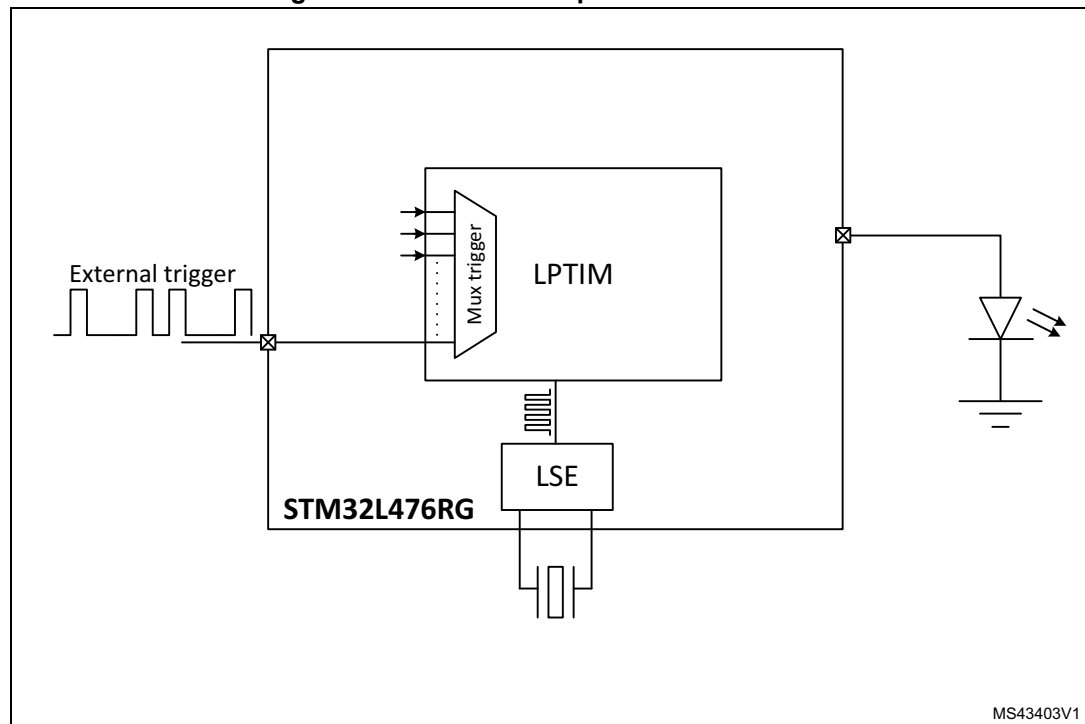 External trigger
Mux trigger
LPTIM
LSE
STM32L476RG
MS43403V1